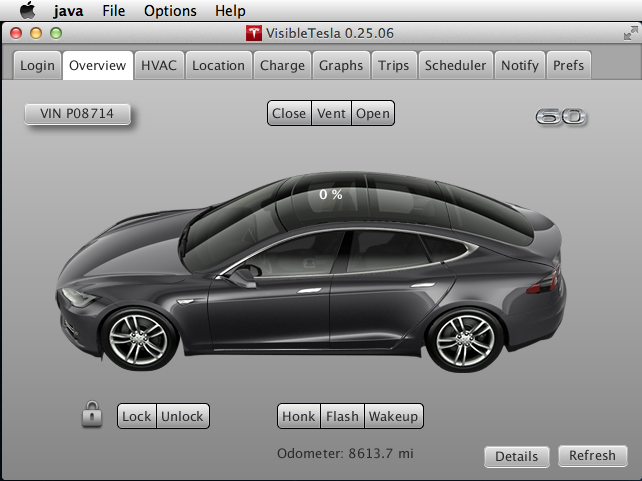 java File Options Help
VisibleTesla 0.25.06
Login Overview HVAC Location Charge Graphs Trips Scheduler Notify Prefs
VIN P08714 Close Vent Open 60
0 %
Lock Unlock Honk Flash Wakeup
Odometer: 8613.7 mi Details Refresh